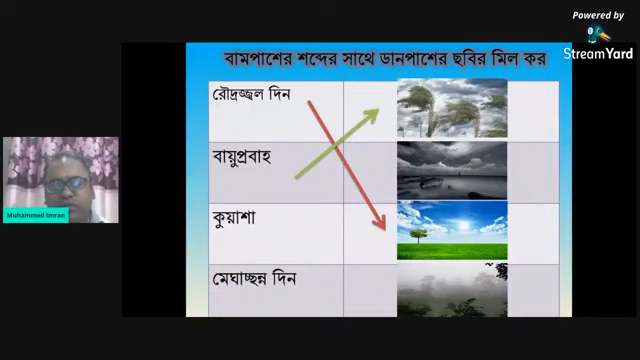 Powered by
StreamYard
বামপাশের শব্দের সাথে ডানপাশের ছবির মিল কর
রৌদ্রজ্জ্বল দিন
বায়ুপ্রবাহ
কুয়াশা
মেঘাচ্ছন্ন দিন
Muhammed Imran